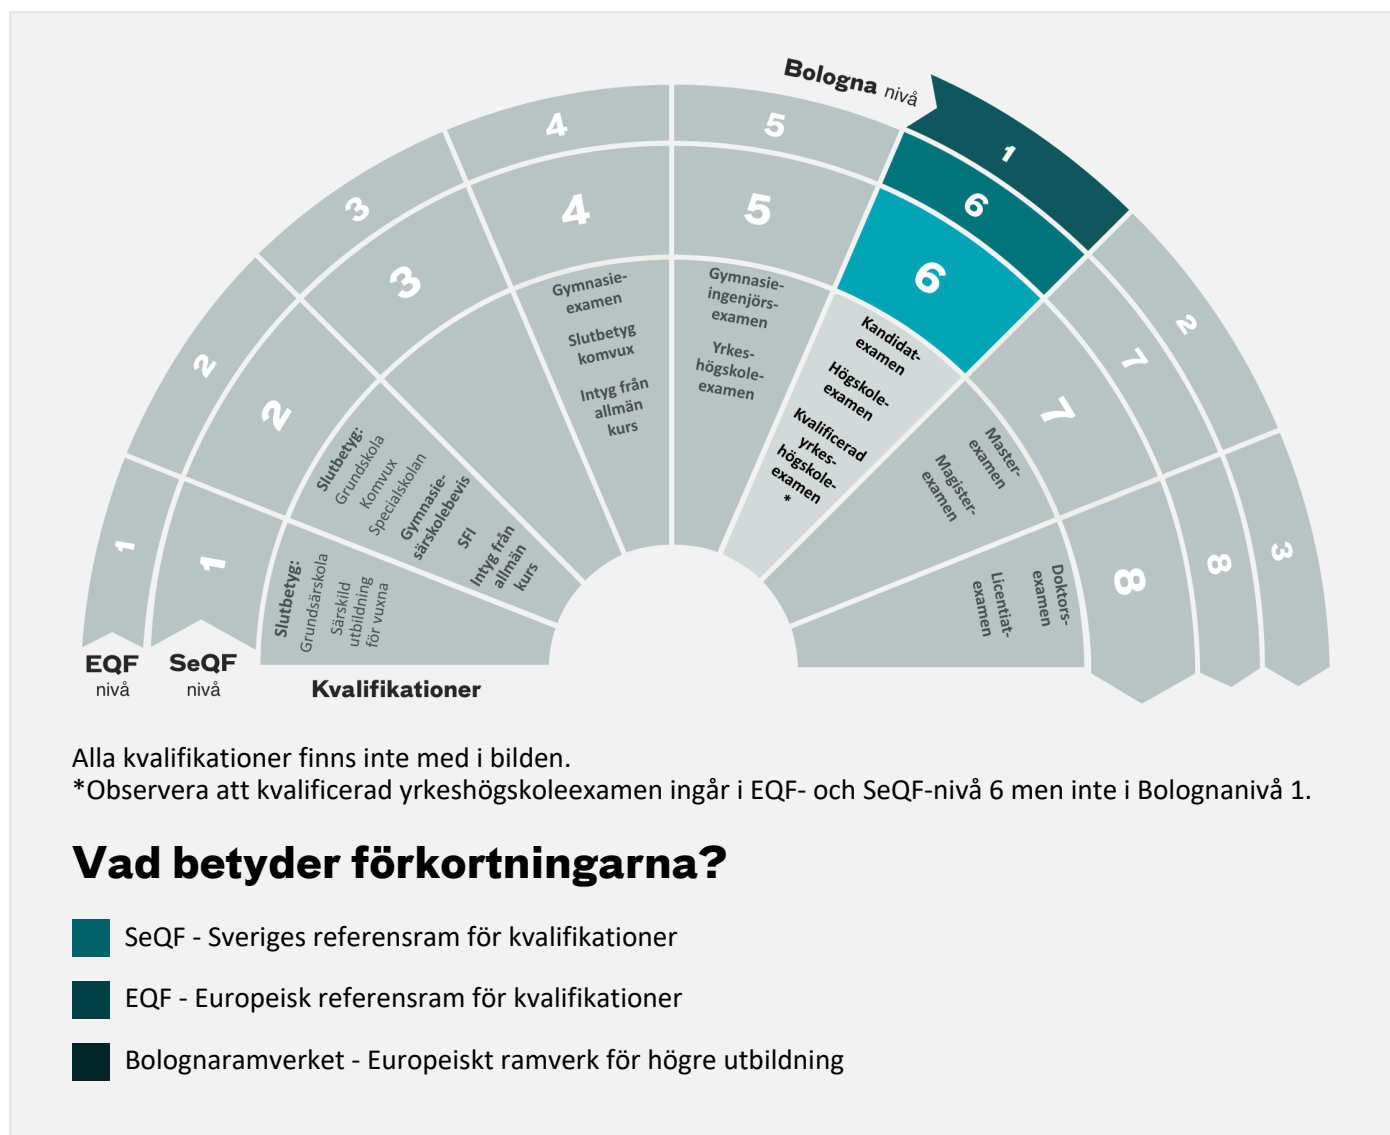 Bologna nivå
1
2
3
1
2
3
4
5
6
7
8
1
2
3
4
5
6
7
8
EQF
nivå
SeQF
nivå
Kvalifikationer
Slutbetyg:
Grundsärskola
Särskild
utbildning
för vuxna
Slutbetyg:
Grundskola
Komvux
Specialskolan
Gymnasie-
särskolebevis
SFI
Intyg från
allmän
kurs
Gymnasie-
examen
Slutbetyg
komvux
Intyg från
allmän
kurs
Gymnasie-
ingenjörs-
examen
Yrkes-
högskole-
examen
Kandidat-
examen
Högskole-
examen
Kvalificerad
yrkes-
högskole-
examen
*
Master-
examen
Magister-
examen
Doktors-
examen
Licentiat-
examen
Alla kvalifikationer finns inte med i bilden.
*Observera att kvalificerad yrkeshögskoleexamen ingår i EQF- och SeQF-nivå 6 men inte i Bolognanivå 1.
Vad betyder förkortningarna?
SeQF - Sveriges referensram för kvalifikationer
EQF - Europeisk referensram för kvalifikationer
Bolognaramverket - Europeiskt ramverk för högre utbildning